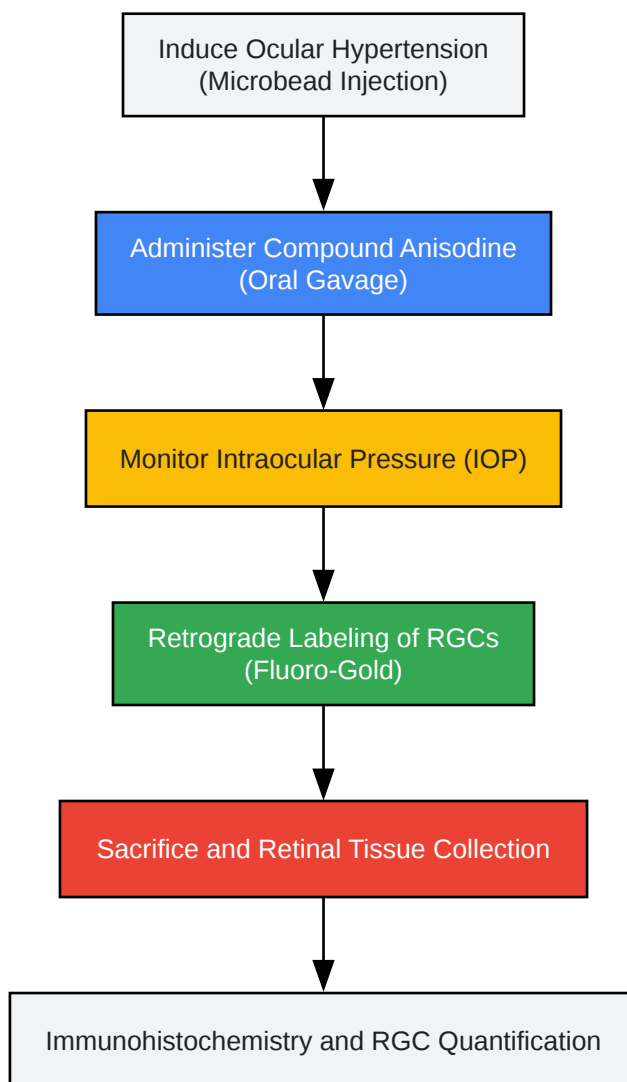 Induce Ocular Hypertension
(Microbead Injection)
Administer Compound Anisodine
(Oral Gavage)
Monitor Intraocular Pressure (IOP)
Retrograde Labeling of RGCs
(Fluoro-Gold)
Sacrifice and Retinal Tissue Collection
Immunohistochemistry and RGC Quantification